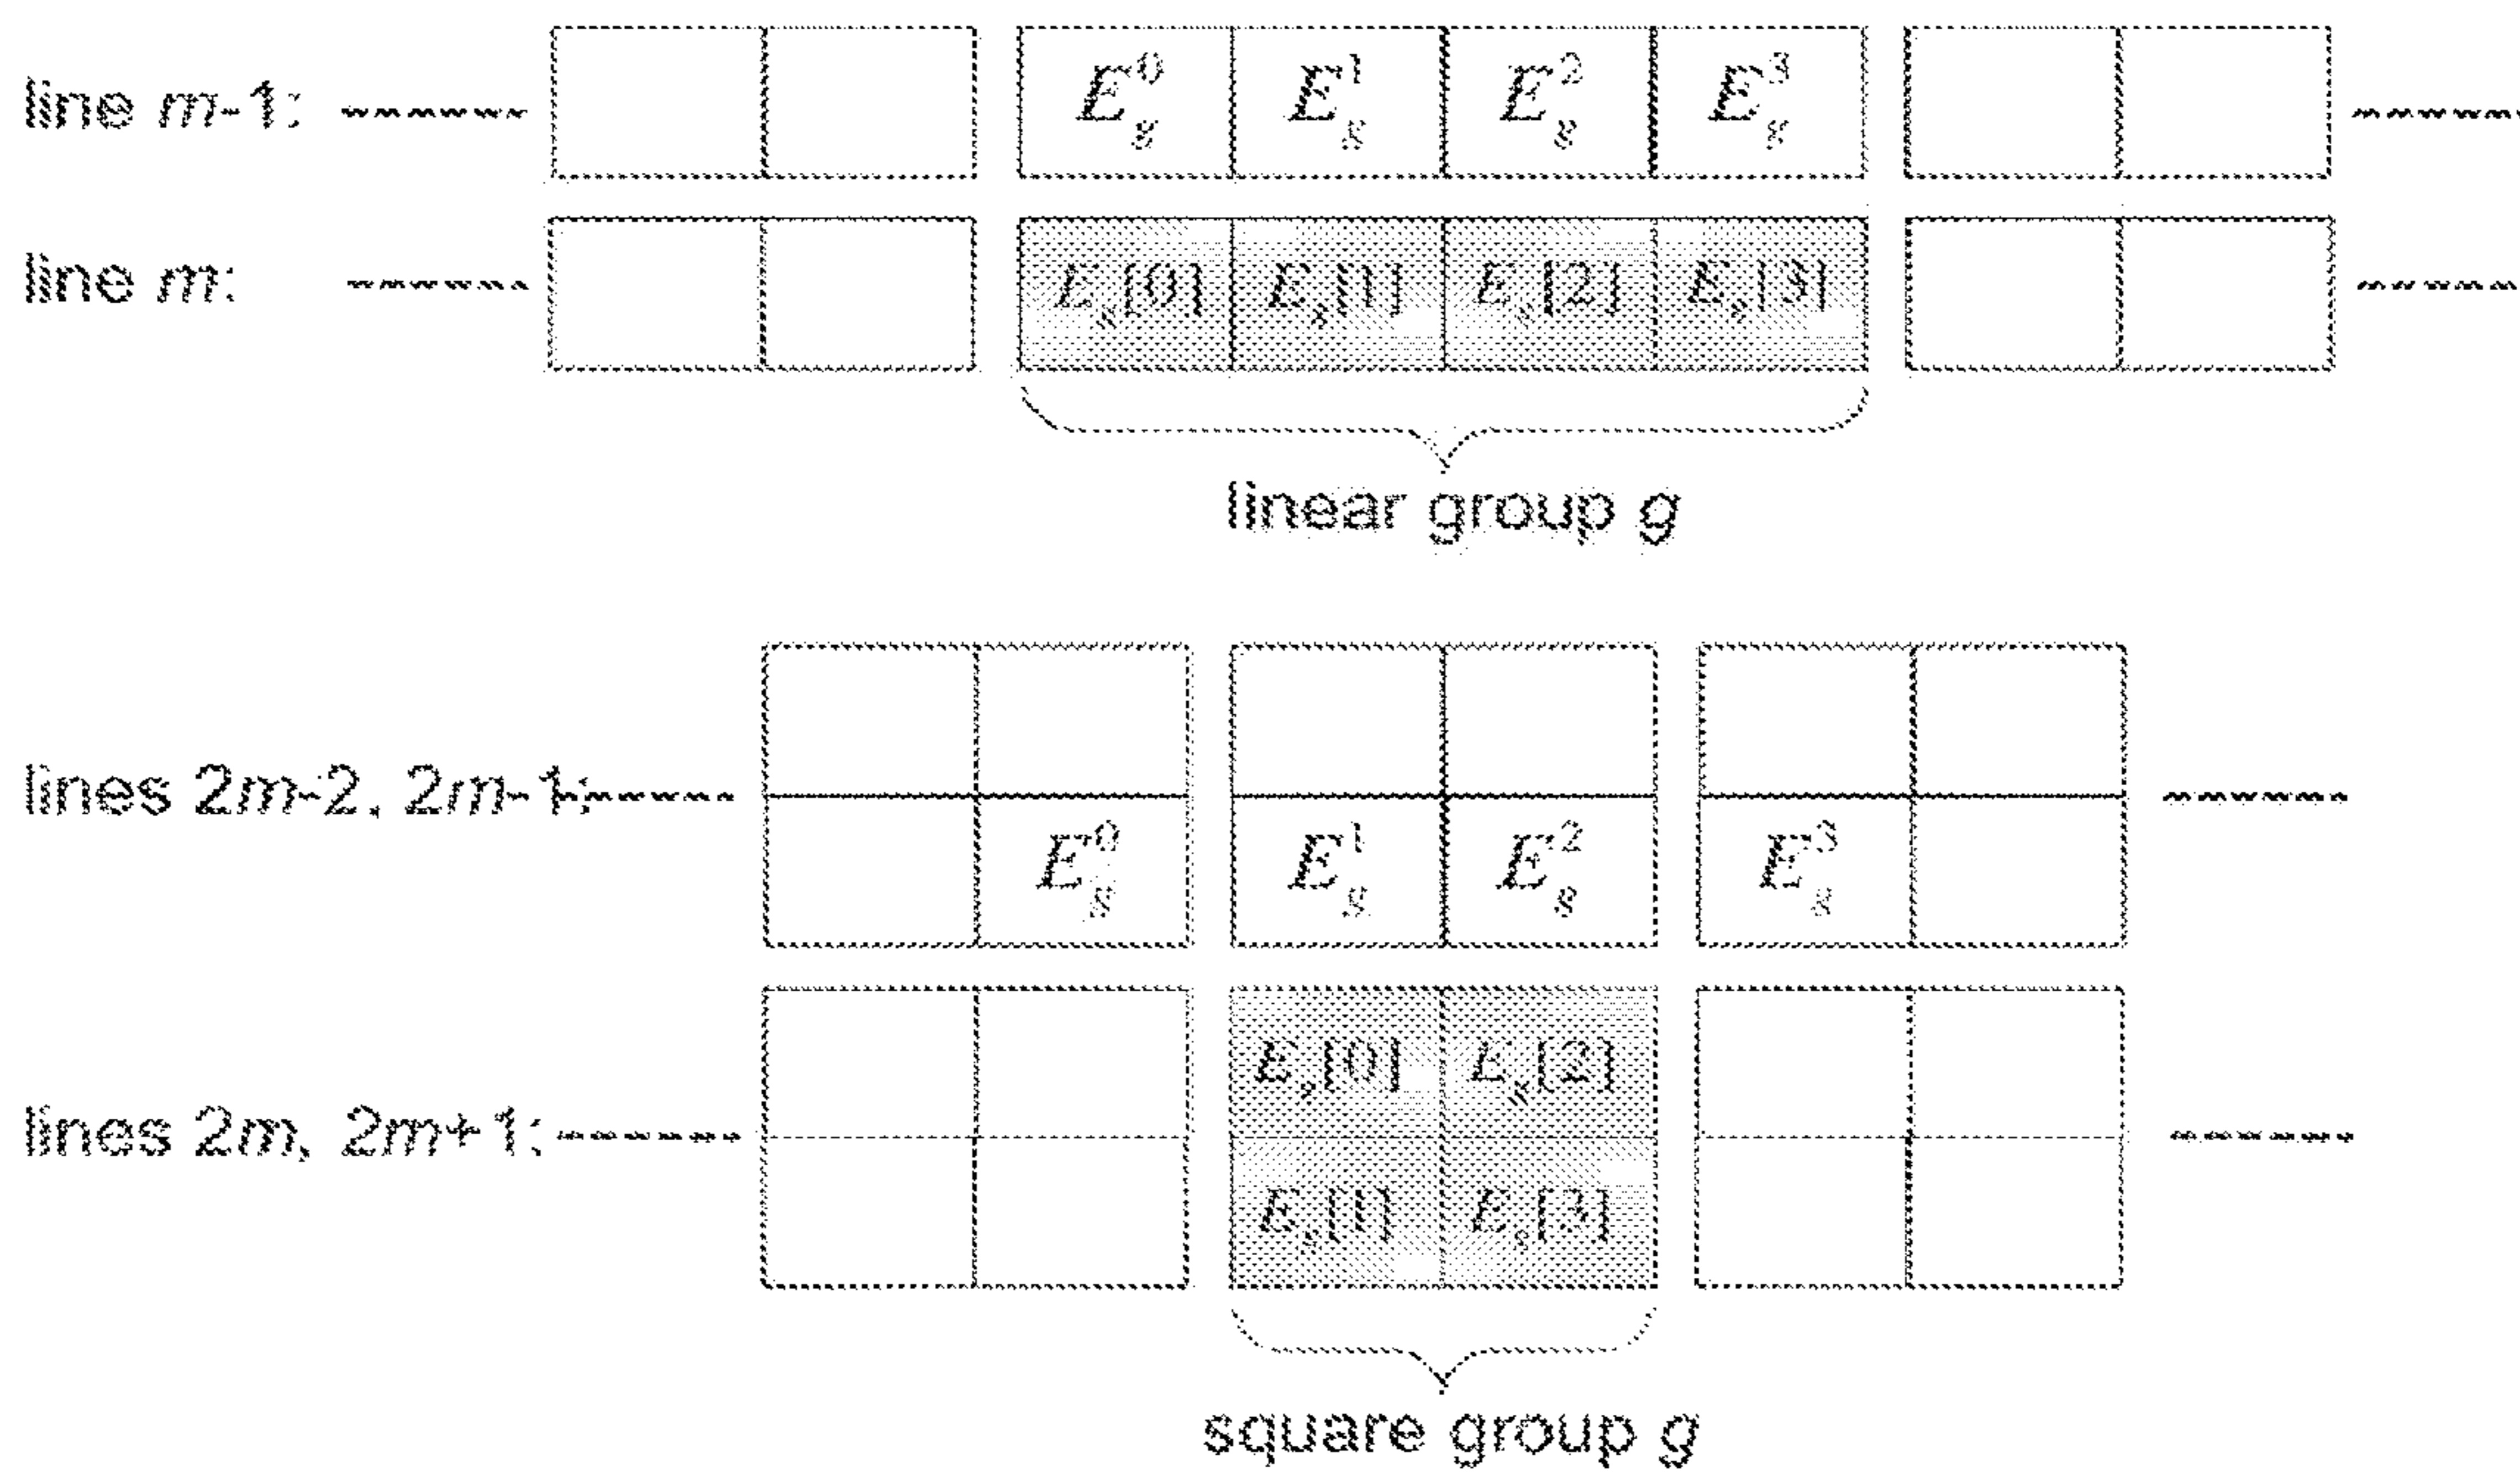 line m-1: E_g^0 E_g^1 E_g^2 E_g^3
line m: E_g[0] E_g[1] E_g[2] E_g[3]
linear group g
lines 2m-2, 2m-1:
E_g^0 E_g^1 E_g^2 E_g^3
E_g[0] E_g[2]
lines 2m, 2m+1:
E_g[1] E_g[3]
square group g